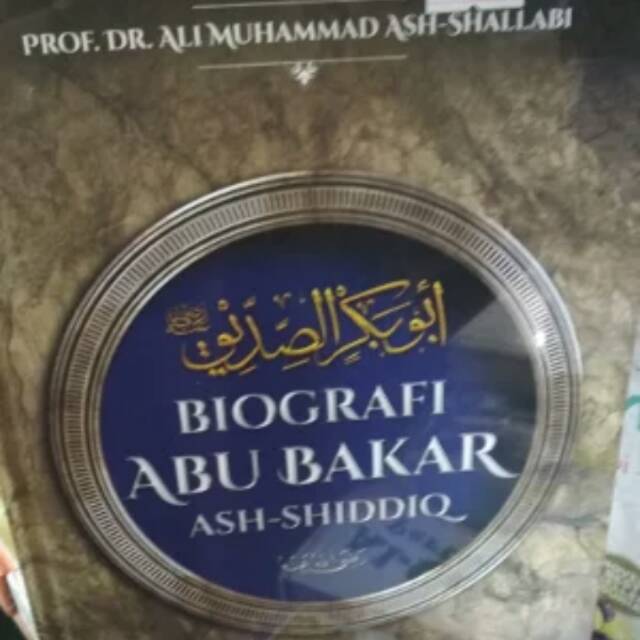 PROF. DR. ALI MUHAMMAD ASH-SHALLABI
أبو بكر الصديق
BIOGRAFI
ABU BAKAR
ASH-SHIDDIQ